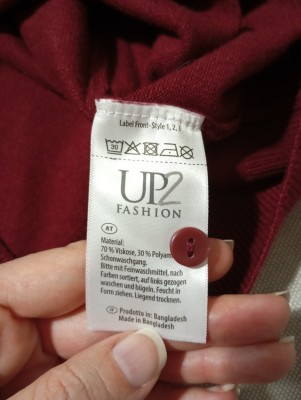 Label Front - Style 1, 2, 3
30
UP2
FASHION
AT
Material:
70 % Viskose, 30 % Polyam
Schonwaschgang.
Bitte mit Feinwaschmittel, nach
Farben sortiert, auf links gezogen
waschen und bügeln. Feucht in
Form ziehen. Liegend trocknen.
IT Prodotto in: Bangladesh
Made in Bangladesh